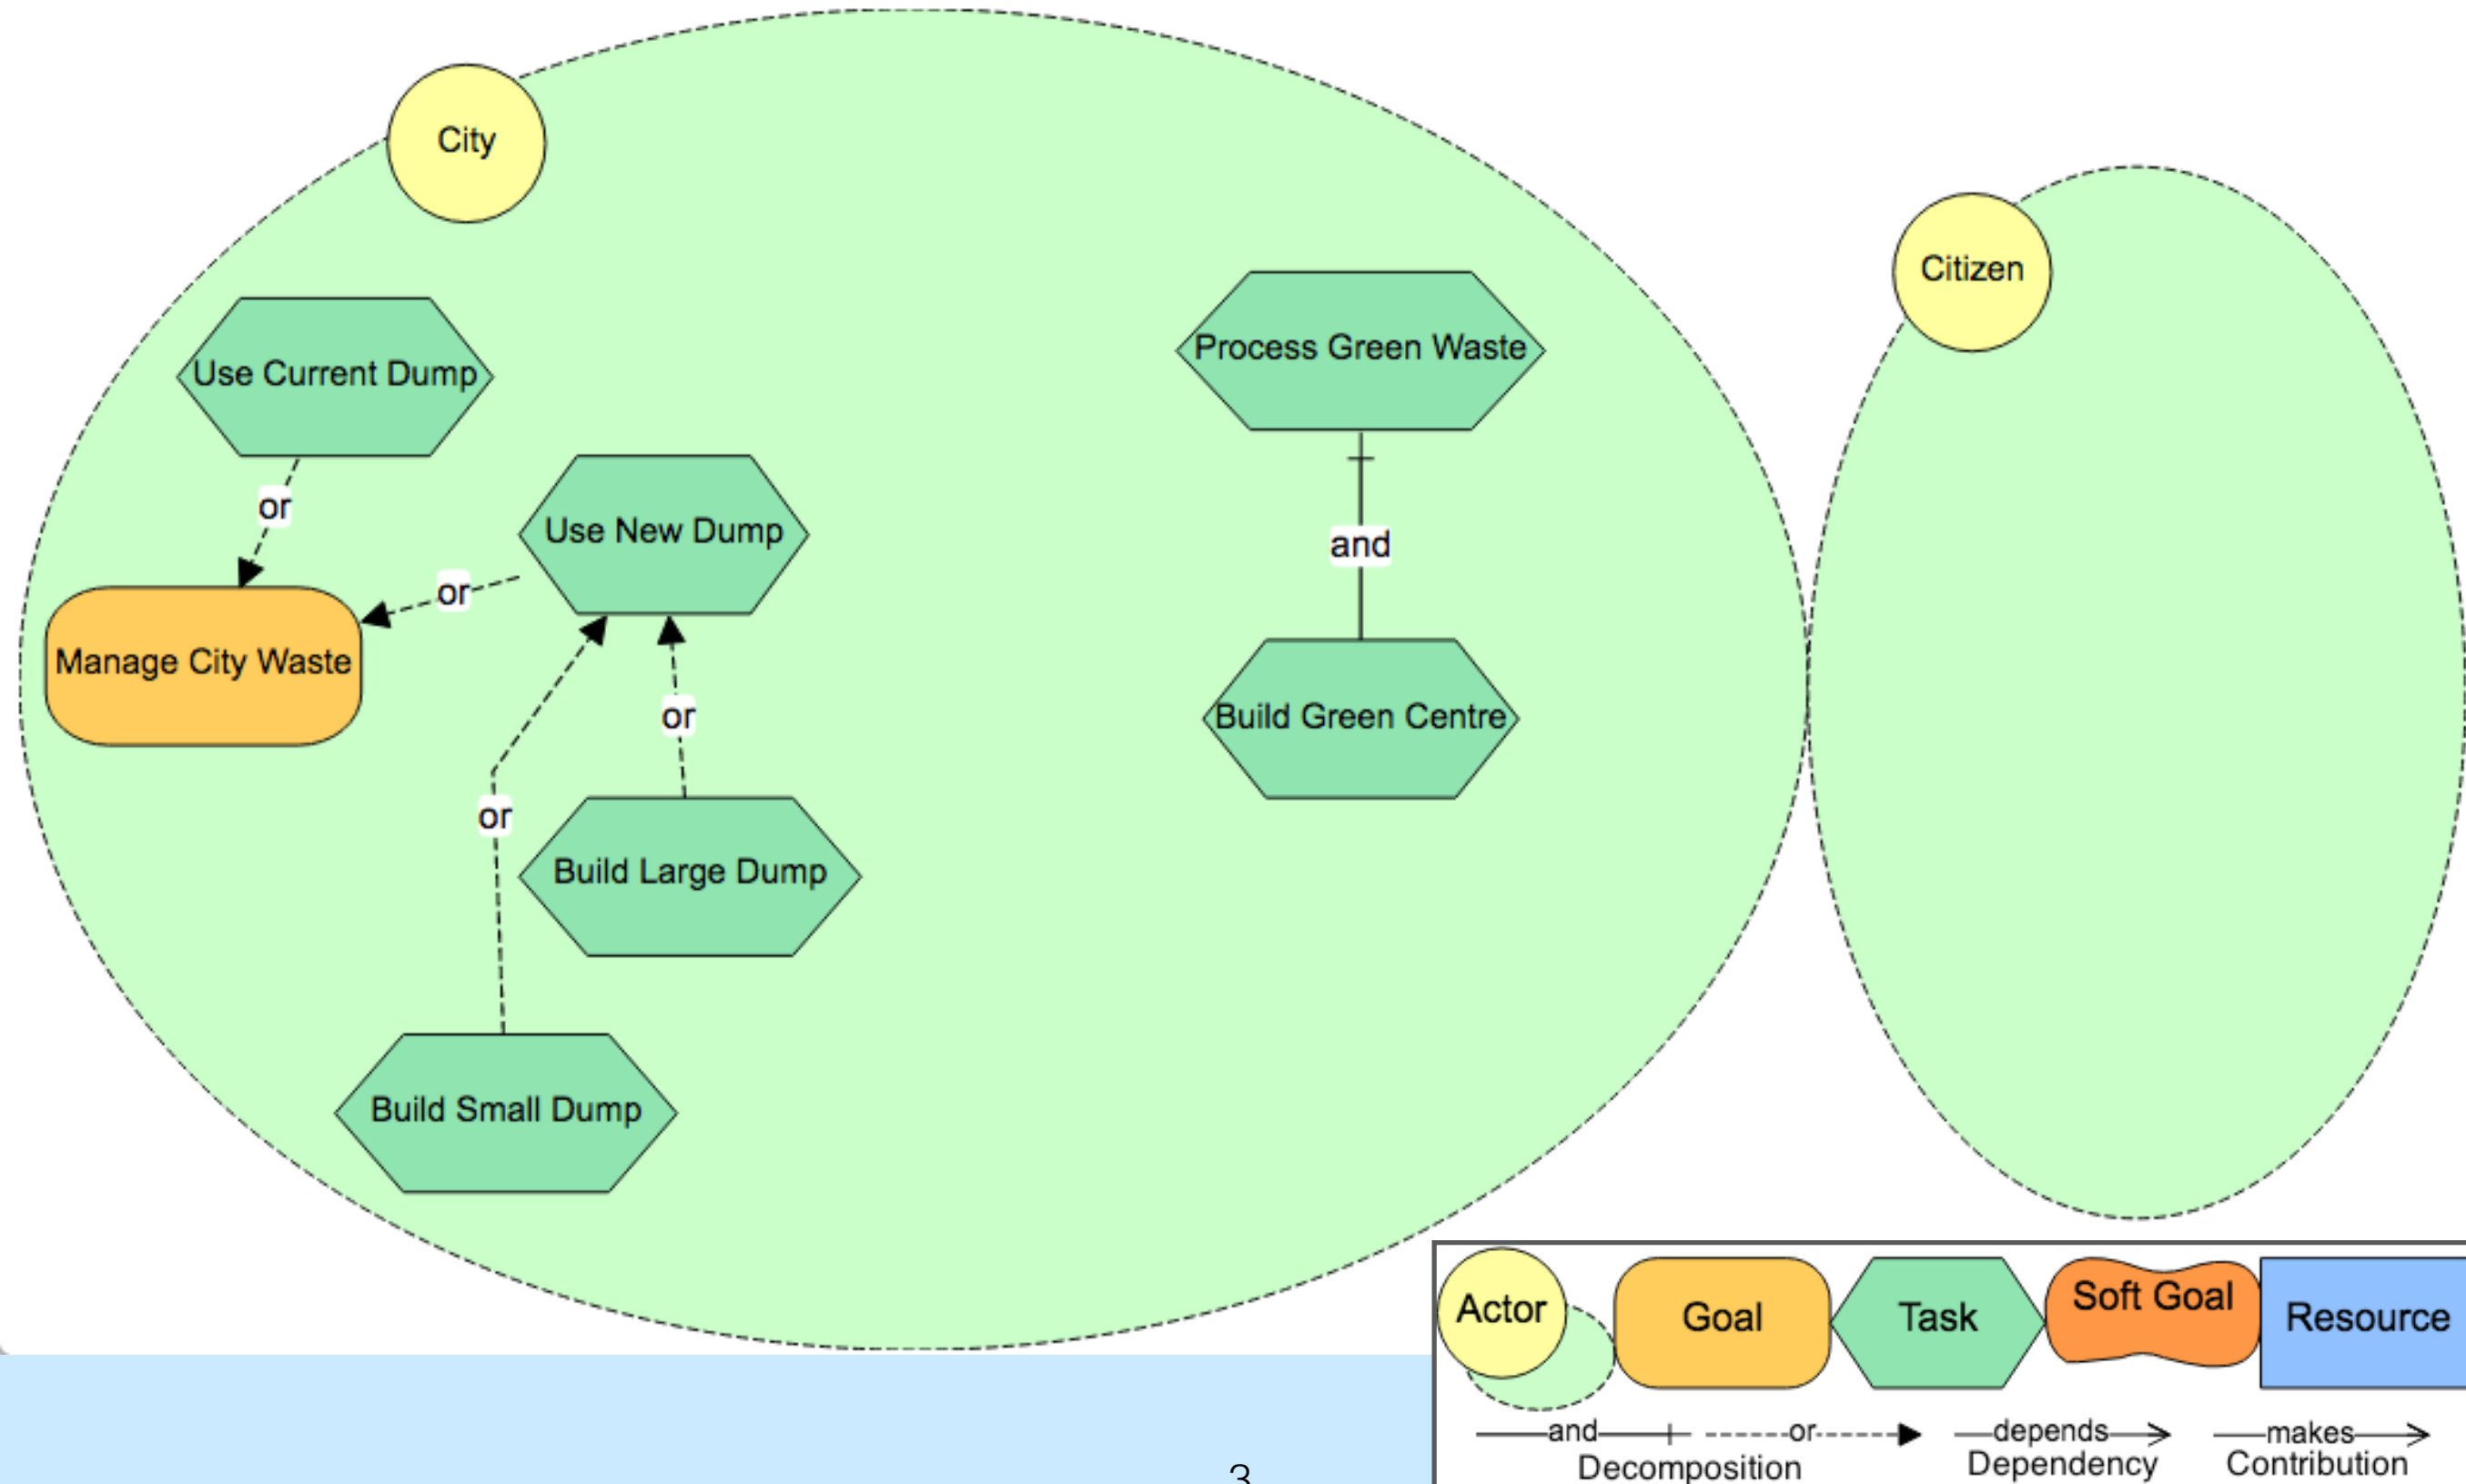 City
Citizen
Process Green Waste
Use Current Dump
or
Use New Dump
and
or
Manage City Waste
or
Build Green Centre
or
Build Large Dump
Build Small Dump
Actor
Goal
Task
Soft Goal
Resource
and
or
depends
makes
Decomposition
Dependency
Contribution
3